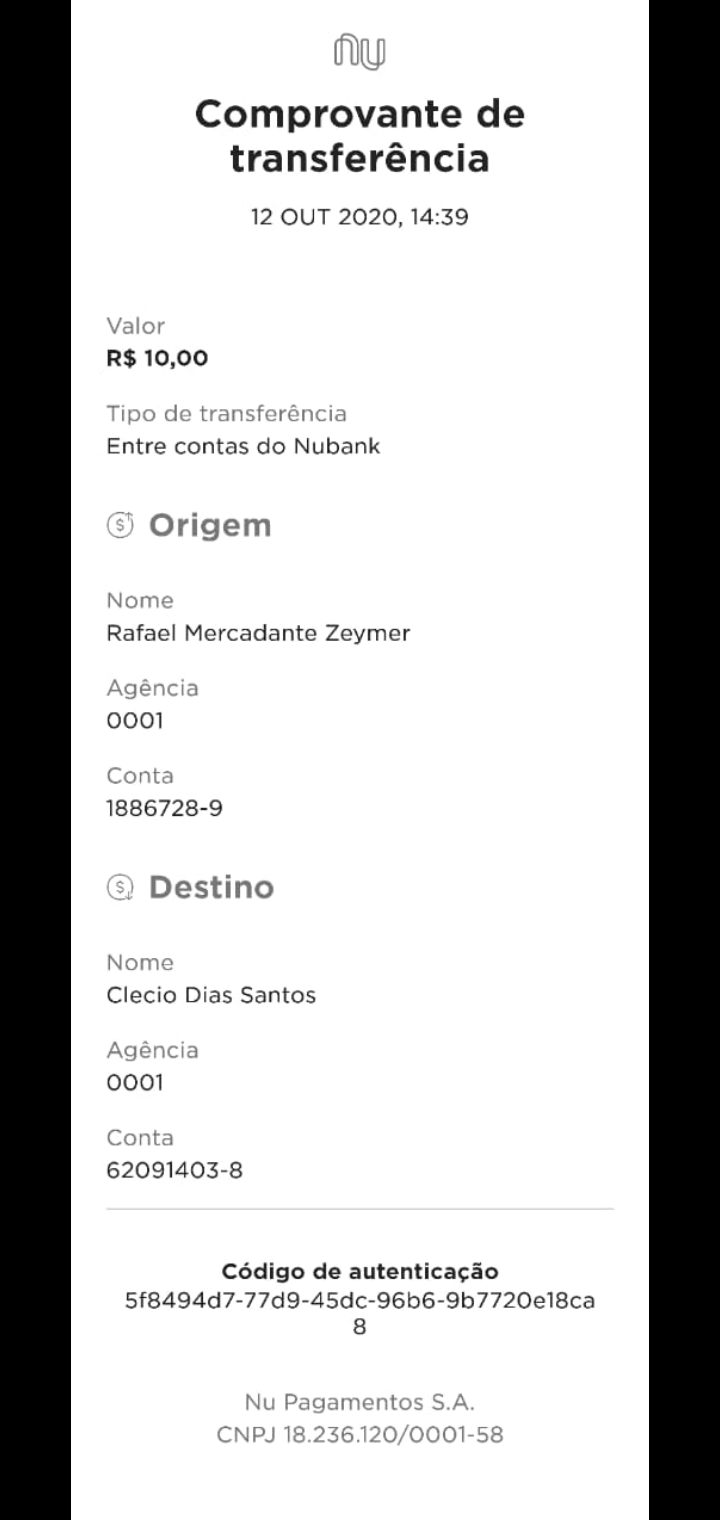 nu
Comprovante de
transferência
12 OUT 2020, 14:39
Valor
R$ 10,00
Tipo de transferência
Entre contas do Nubank
Origem
Nome
Rafael Mercadante Zeymer
Agência
0001
Conta
1886728-9
Destino
Nome
Clecio Dias Santos
Agência
0001
Conta
62091403-8
Código de autenticação
5f8494d7-77d9-45dc-96b6-9b7720e18ca
8
Nu Pagamentos S.A.
CNPJ 18.236.120/0001-58